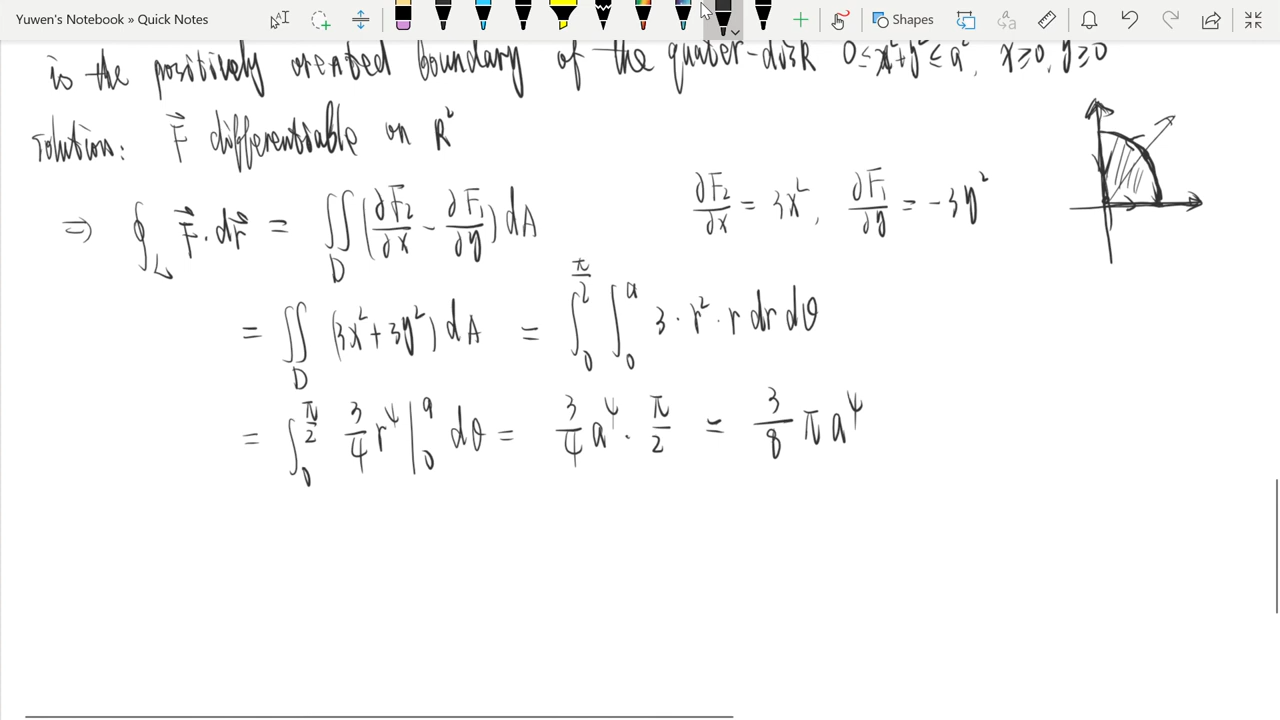 Yuwen's Notebook » Quick Notes Shapes
is the positively oriented boundary of the quater-disk 0≤x²+y²≤a², x≥0, y≥0
solution: F⃗ differentiable on R²
⇒ ∮_L F⃗·dr⃗ = ∬_D (∂F₂/∂x - ∂F₁/∂y) dA ∂F₂/∂x = 3x², ∂F₁/∂y = -3y²
= ∬_D (3x²+3y²) dA = ∫_0^{π/2} ∫_0^a 3·r²·r dr dθ
= ∫_0^{π/2} 3/4 r⁴ |_0^a dθ = 3/4 a⁴ · π/2 = 3/8 π a⁴